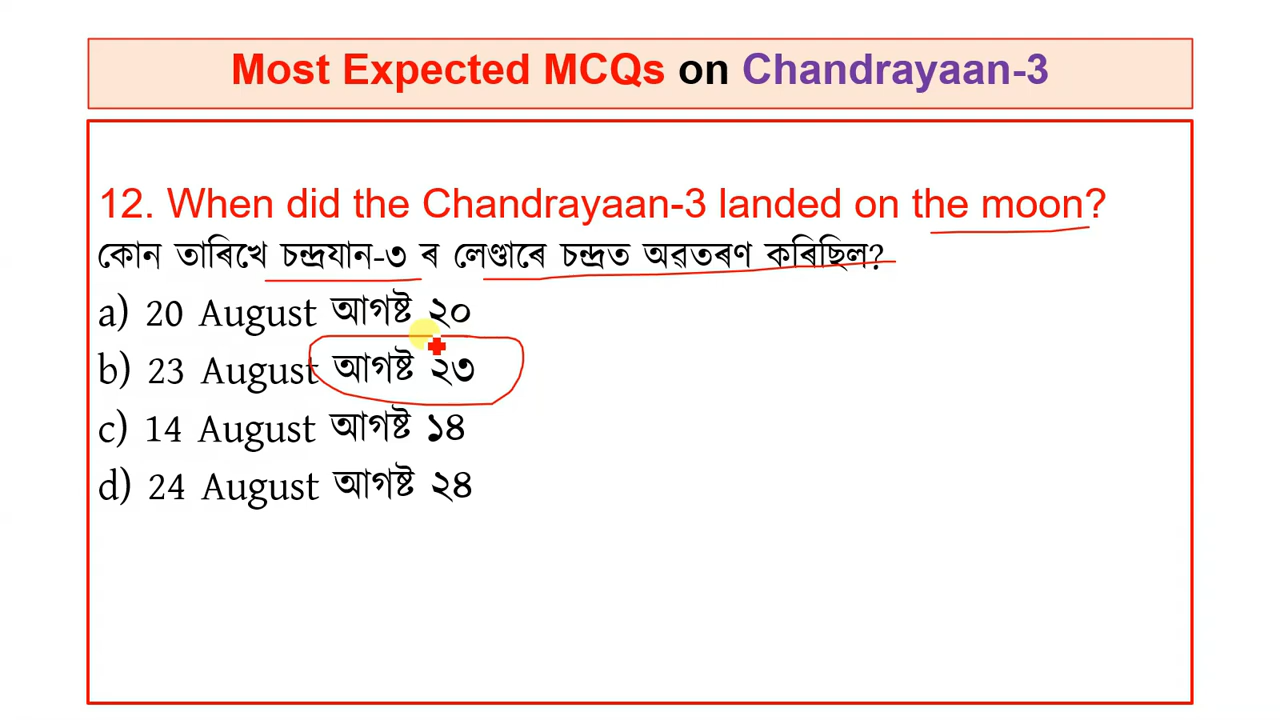 Most Expected MCQs on Chandrayaan-3
12. When did the Chandrayaan-3 landed on the moon?
কোন তাৰিখে চন্দ্ৰযান-৩ ৰ লেণ্ডাৰে চন্দ্ৰত অৱতৰণ কৰিছিল?
a) 20 August আগষ্ট ২০
b) 23 August আগষ্ট ২৩
c) 14 August আগষ্ট ১৪
d) 24 August আগষ্ট ২৪